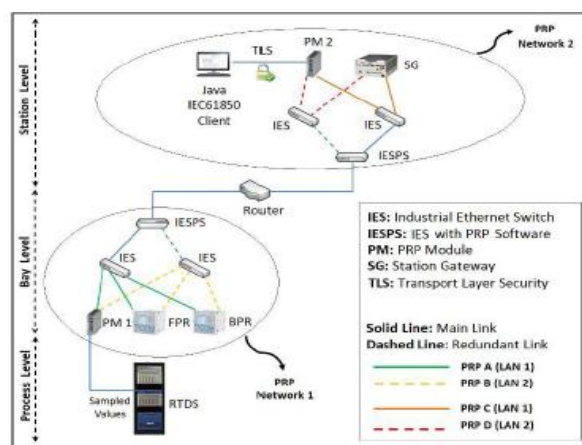 PRP
Network 2
Station Level
Java
IEC61850
Client
TLS
PM 2
SG
IES
IES
IESPS
Router
Bay Level
IESPS
IES
IES
PM 1
FPR
BPR
PRP
Network 1
Process Level
Sampled
Values
RTDS
IES: Industrial Ethernet Switch
IESPS: IES with PRP Software
PM: PRP Module
SG: Station Gateway
TLS: Transport Layer Security
Solid Line: Main Link
Dashed Line: Redundant Link
PRP A (LAN 1)
PRP B (LAN 2)
PRP C (LAN 1)
PRP D (LAN 2)